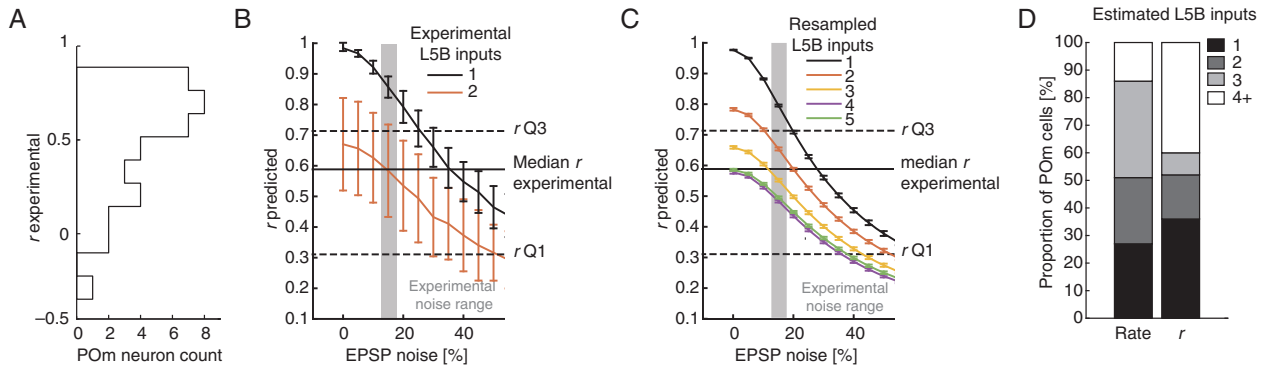 A
1
0.5
0
−0.5
r experimental
0 2 4 6 8
POm neuron count
B
Experimental
L5B inputs
1
2
1
0.9
0.8
0.7
0.6
0.5
0.4
0.3
0.2
0.1
r predicted
r Q3
Median r
experimental
r Q1
Experimental
noise range
0 20 40
EPSP noise [%]
C
Resampled
L5B inputs
1
2
3
4
5
1
0.9
0.8
0.7
0.6
0.5
0.4
0.3
0.2
0.1
r predicted
r Q3
median r
experimental
r Q1
Experimental
noise range
0 20 40
EPSP noise [%]
D
Estimated L5B inputs
1
2
3
4+
100
90
80
70
60
50
40
30
20
10
0
Proportion of POm cells [%]
Rate r